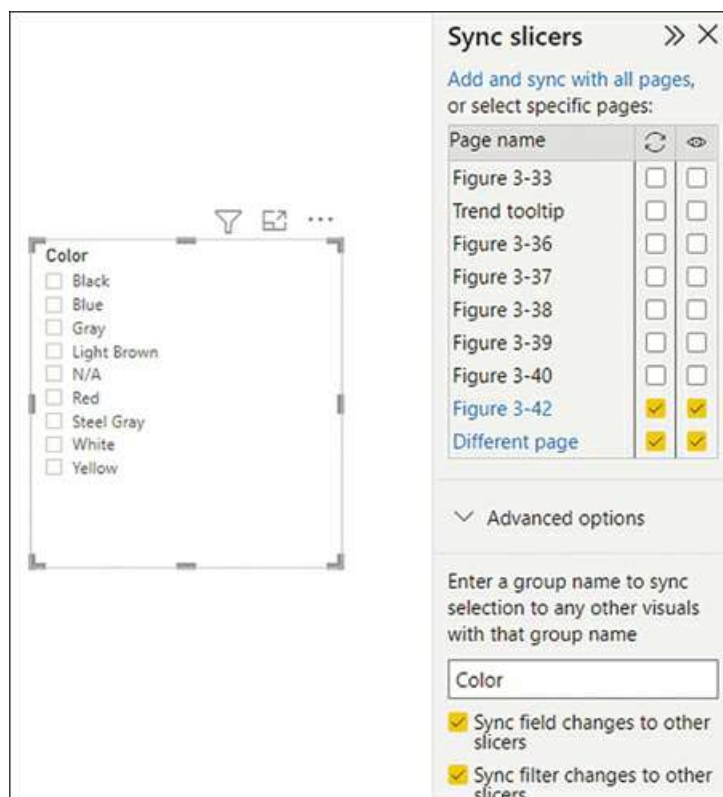 Sync slicers
Add and sync with all pages,
or select specific pages:
Page name
Figure 3-33
Trend tooltip
Figure 3-36
Figure 3-37
Figure 3-38
Figure 3-39
Figure 3-40
Figure 3-42
Different page
Color
Black
Blue
Gray
Light Brown
N/A
Red
Steel Gray
White
Yellow
Advanced options
Enter a group name to sync
selection to any other visuals
with that group name
Color
Sync field changes to other
slicers
Sync filter changes to other
slicers